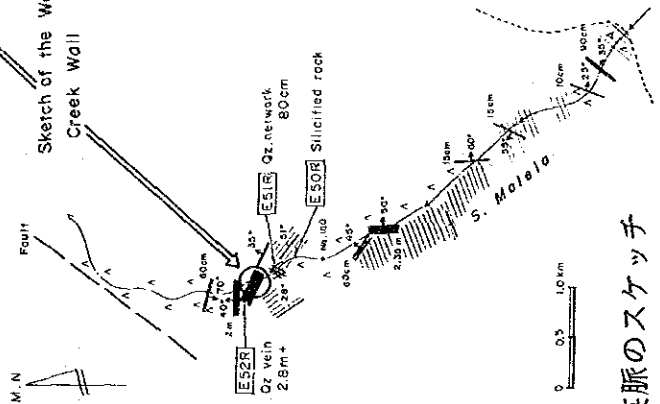 Sketch of the
Creek Wall
M.N
Fault
E51R Qz. network
80cm
E50R Silicified rock
60cm
70°
40°
2m
35°
51°
28°
E52R
Qz vein
2.8m+
No.100
60cm
45°
50°
2.30m
15cm
60°
15cm
55°
10cm
25°
90cm
35°
S. Malela
0 0.5 1.0 km
脈のスケッチ